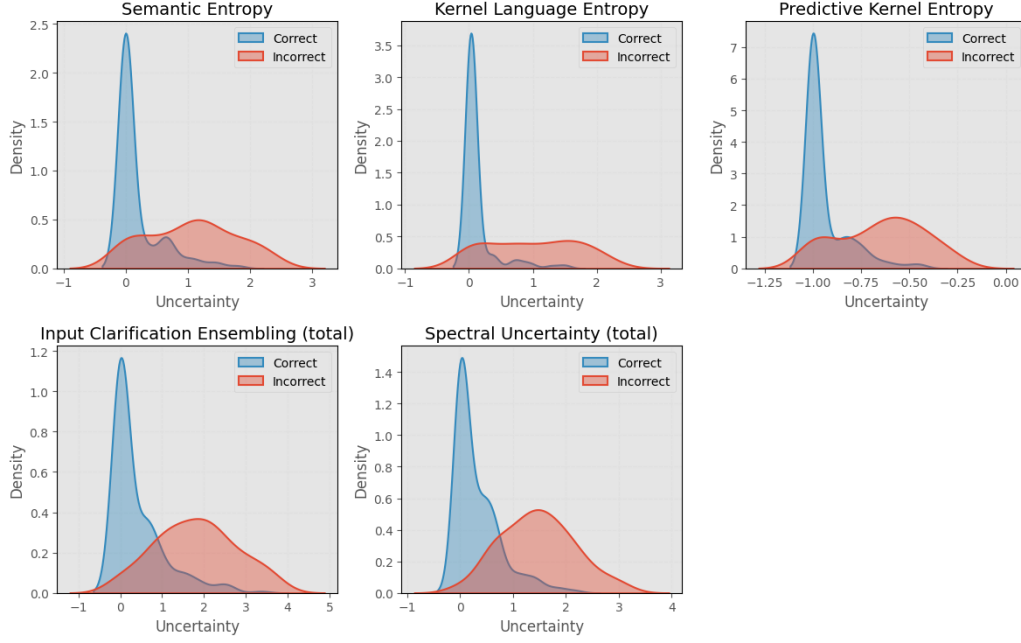 Semantic Entropy
2.5
2.0
1.5
1.0
0.5
0.0
Density
Correct
Incorrect
−1
0
1
2
3
Uncertainty
Kernel Language Entropy
3.5
3.0
2.5
2.0
1.5
1.0
0.5
0.0
Density
Correct
Incorrect
−1
0
1
2
3
Uncertainty
Predictive Kernel Entropy
7
6
5
4
3
2
1
0
Density
Correct
Incorrect
−1.25
−1.00
−0.75
−0.50
−0.25
0.00
Uncertainty
Input Clarification Ensembling (total)
1.2
1.0
0.8
0.6
0.4
0.2
0.0
Density
Correct
Incorrect
−1
0
1
2
3
4
5
Uncertainty
Spectral Uncertainty (total)
1.4
1.2
1.0
0.8
0.6
0.4
0.2
0.0
Density
Correct
Incorrect
−1
0
1
2
3
4
Uncertainty